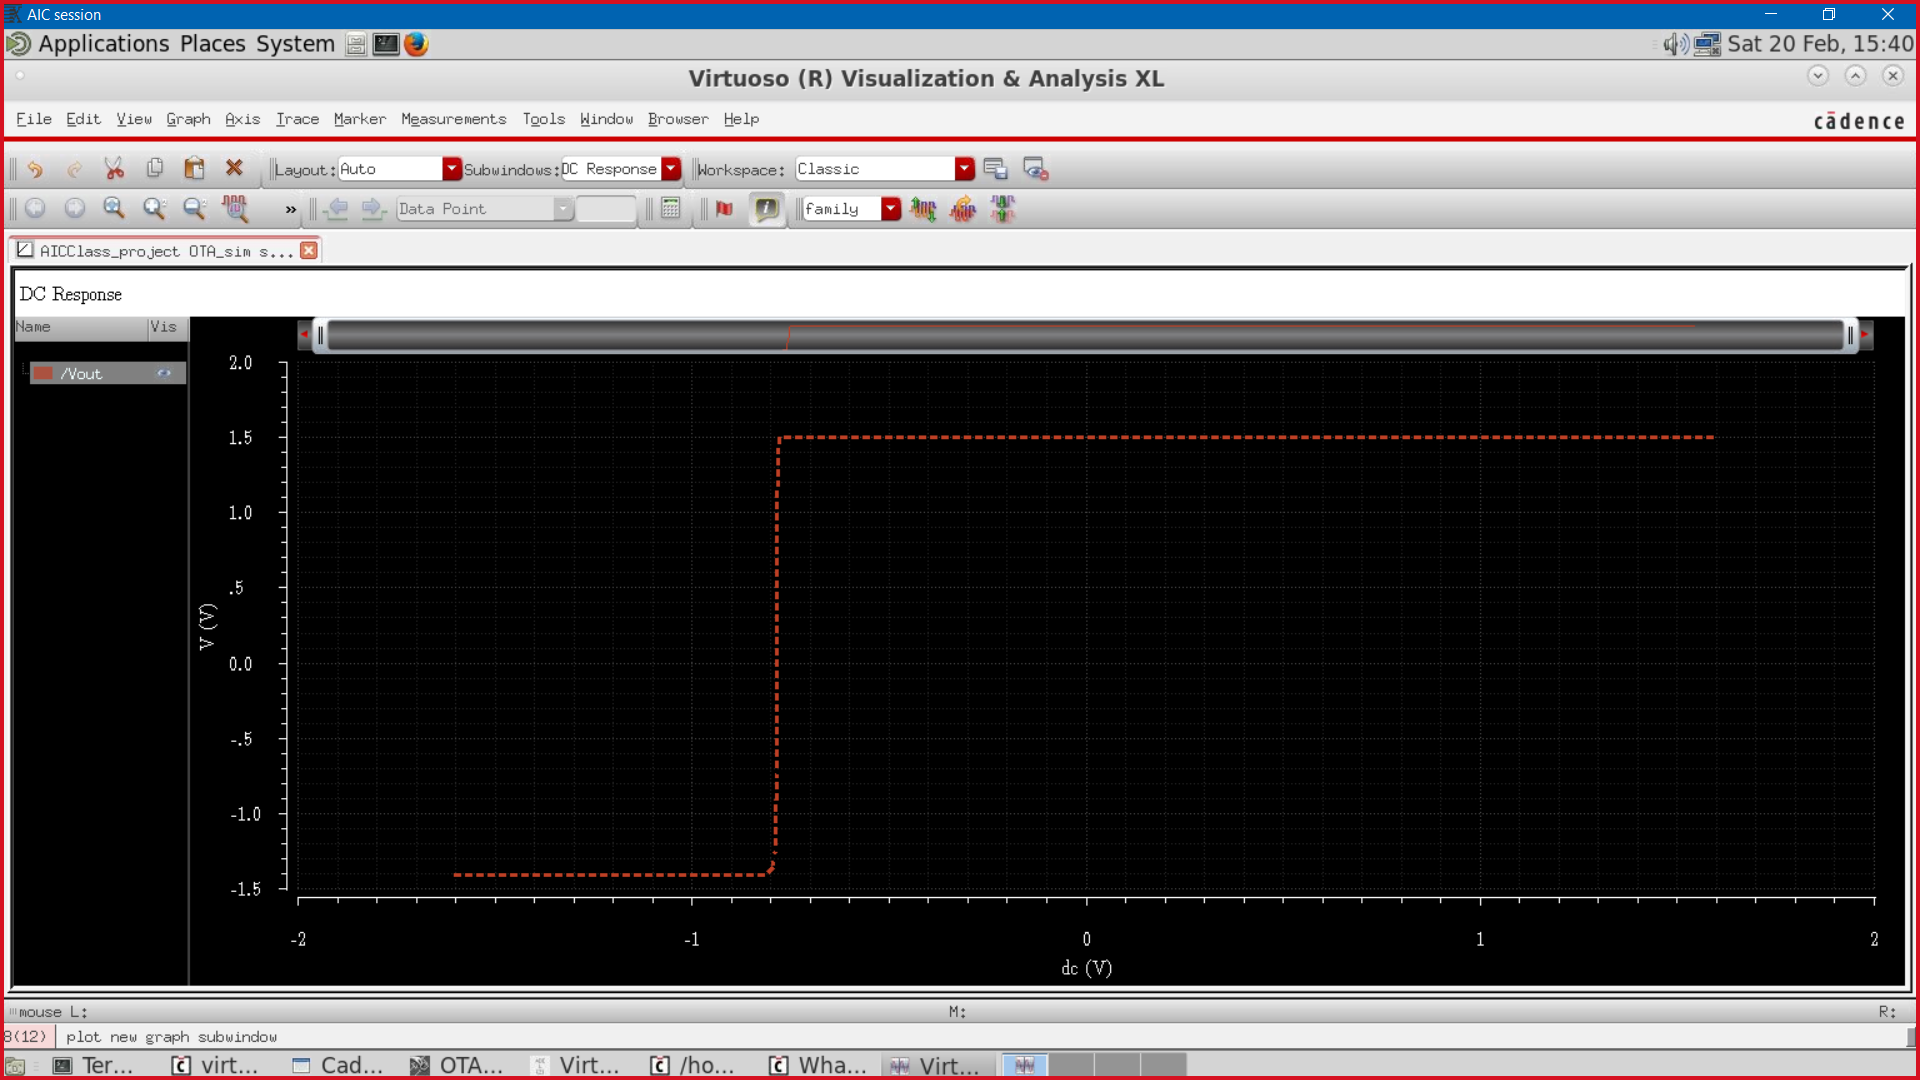 AIC session
Applications Places System Sat 20 Feb, 15:40
Virtuoso (R) Visualization & Analysis XL
File Edit View Graph Axis Trace Marker Measurements Tools Window Browser Help cādence
Layout: Auto Subwindows: DC Response Workspace: Classic
» Data Point family
AICClass_project OTA_sim s...
DC Response
Name Vis
/Vout
2.0
1.5
1.0
.5
0.0
-.5
-1.0
-1.5
V (V)
-2 -1 0 1 2
dc (V)
mouse L: M: R:
8(12) plot new graph subwindow
Ter... virt... Cad... OTA... Virt... /ho... Wha... Virt...